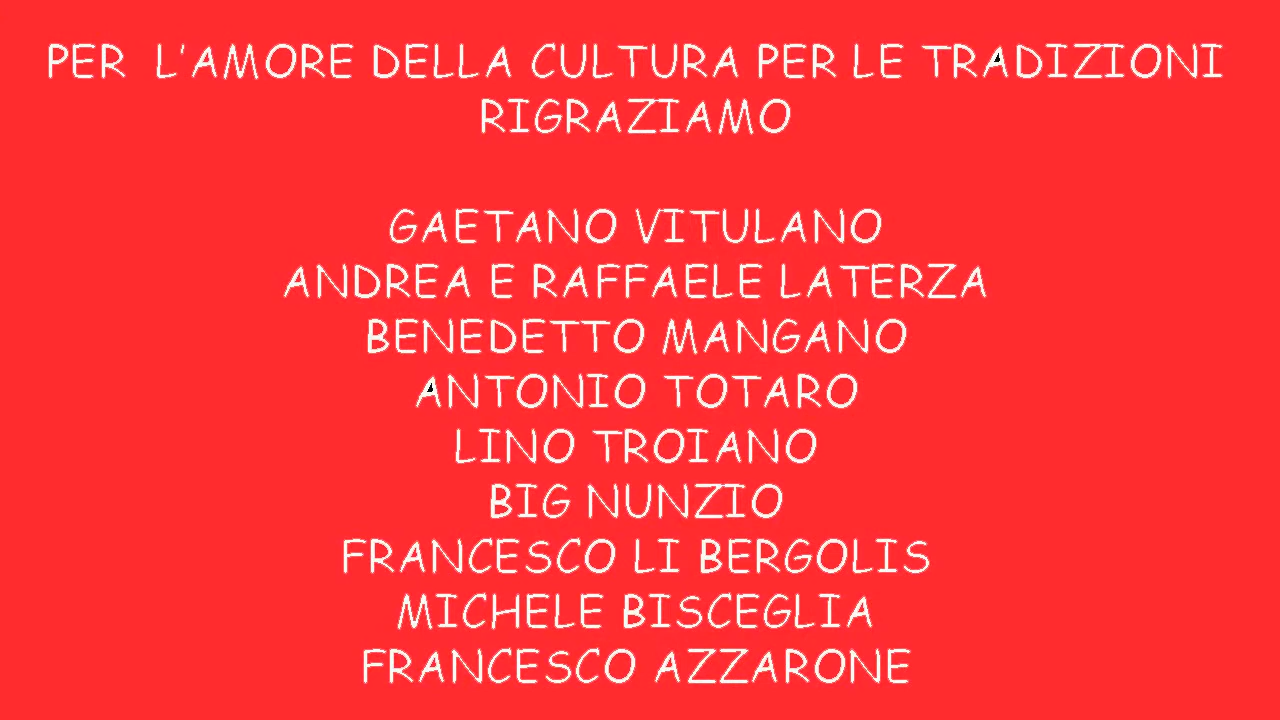 PER L'AMORE DELLA CULTURA PER LE TRADIZIONI
RIGRAZIAMO
GAETANO VITULANO
ANDREA E RAFFAELE LATERZA
BENEDETTO MANGANO
ANTONIO TOTARO
LINO TROIANO
BIG NUNZIO
FRANCESCO LI BERGOLIS
MICHELE BISCEGLIA
FRANCESCO AZZARONE